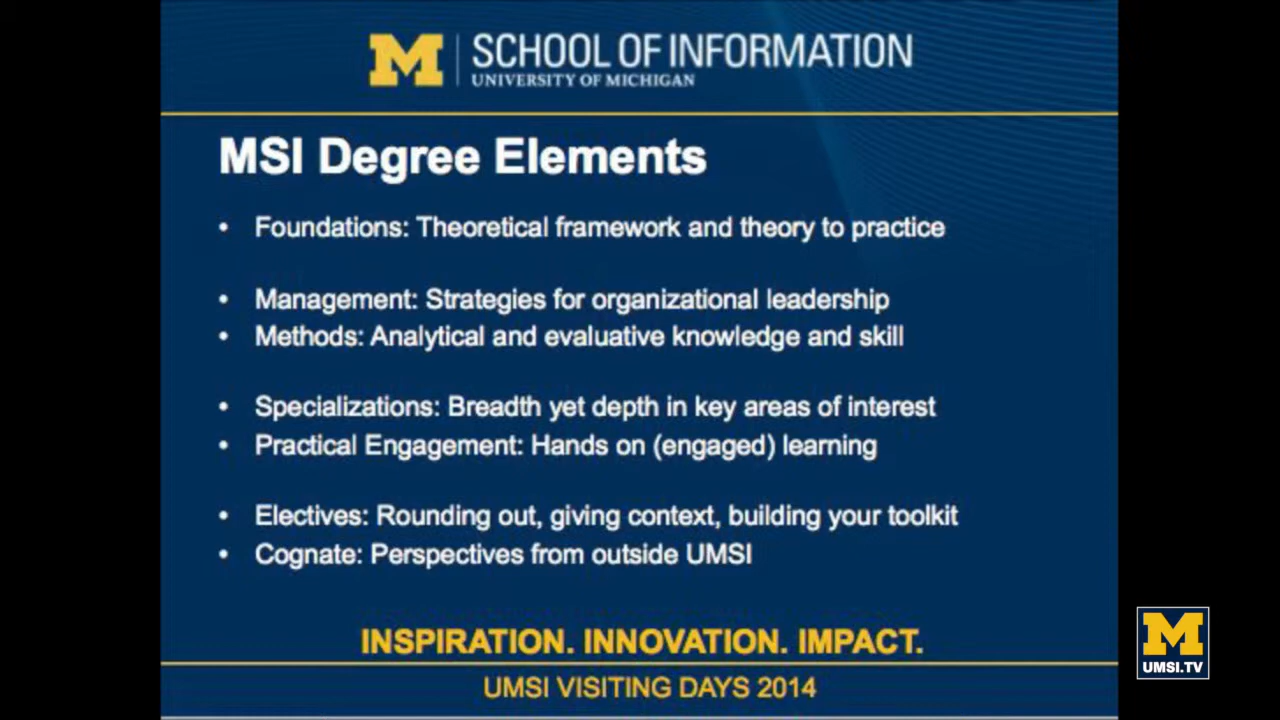 M SCHOOL OF INFORMATION
UNIVERSITY OF MICHIGAN
MSI Degree Elements
• Foundations: Theoretical framework and theory to practice
• Management: Strategies for organizational leadership
• Methods: Analytical and evaluative knowledge and skill
• Specializations: Breadth yet depth in key areas of interest
• Practical Engagement: Hands on (engaged) learning
• Electives: Rounding out, giving context, building your toolkit
• Cognate: Perspectives from outside UMSI
INSPIRATION. INNOVATION. IMPACT.
UMSI VISITING DAYS 2014
M
UMSI.TV